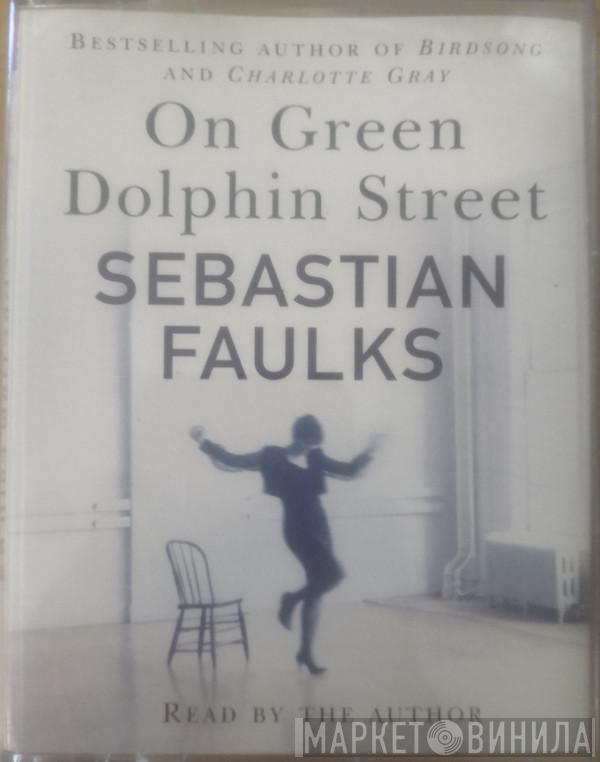 BESTSELLING AUTHOR OF BIRDSONG
AND CHARLOTTE GRAY
On Green
Dolphin Street
SEBASTIAN
FAULKS
READ BY THE AUTHOR
МАРКЕТ ВИНИЛА